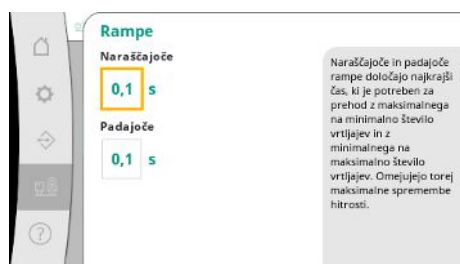 Rampe
Naraščajoče
0,1 s
Padajoče
0,1 s
Naraščajoče in padajoče
rampe določajo najkrajši
čas, ki je potreben za
prehod z maksimalnega
na minimalno število
vrtljajev in z
minimalnega na
maksimalno število
vrtljajev. Omejujejo torej
maksimalne spremembe
hitrosti.
?